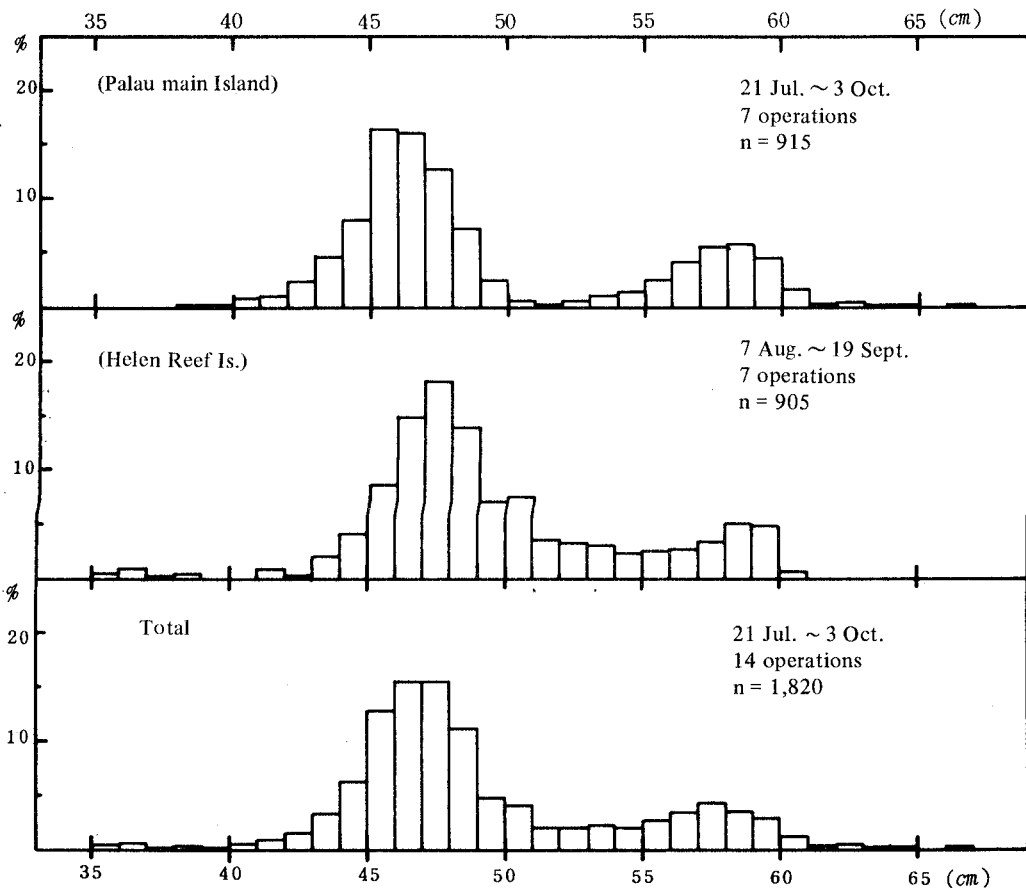 35 40 45 50 55 60 65 (cm)
%
(Palau main Island)
21 Jul. ~ 3 Oct.
20
7 operations
n = 915
10
%
(Helen Reef Is.)
7 Aug. ~ 19 Sept.
20
7 operations
n = 905
10
%
Total
21 Jul. ~ 3 Oct.
20
14 operations
n = 1,820
10
35 40 45 50 55 60 65 (cm)